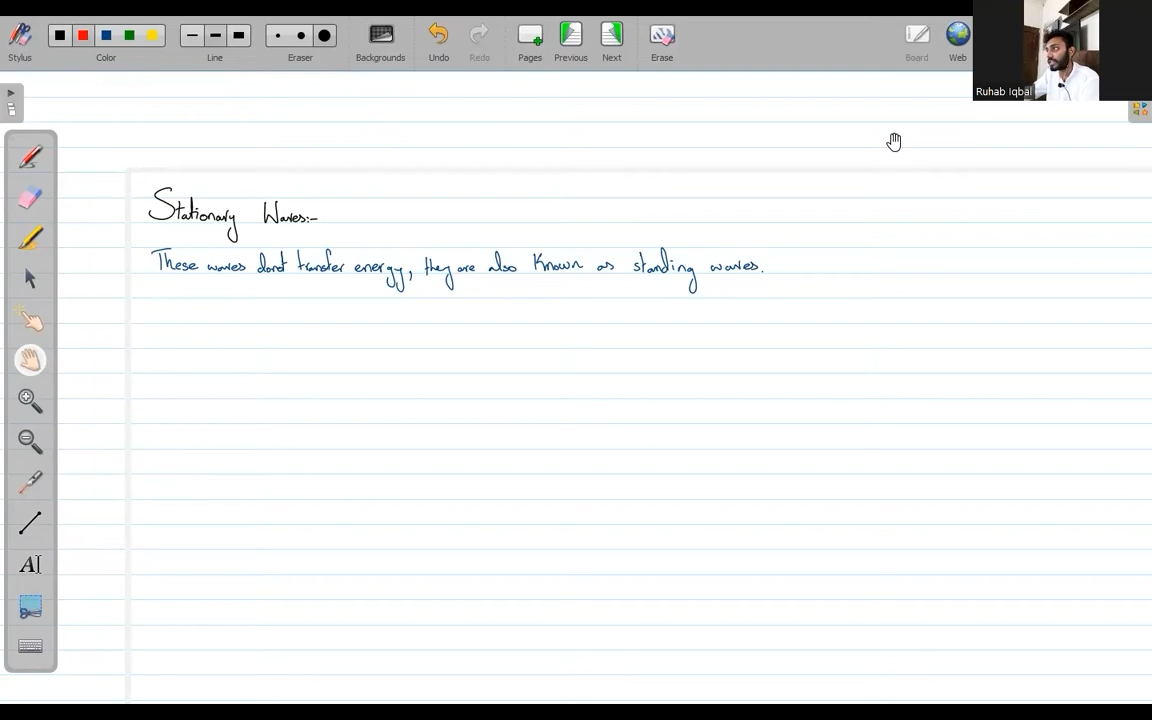 Stylus
Color
Line
Eraser
Backgrounds
Undo
Redo
Pages
Previous
Next
Erase
Board
Web
Ruhab Iqbal
Stationary Waves:-
These waves dont transfer energy, they are also known as standing waves.
AI